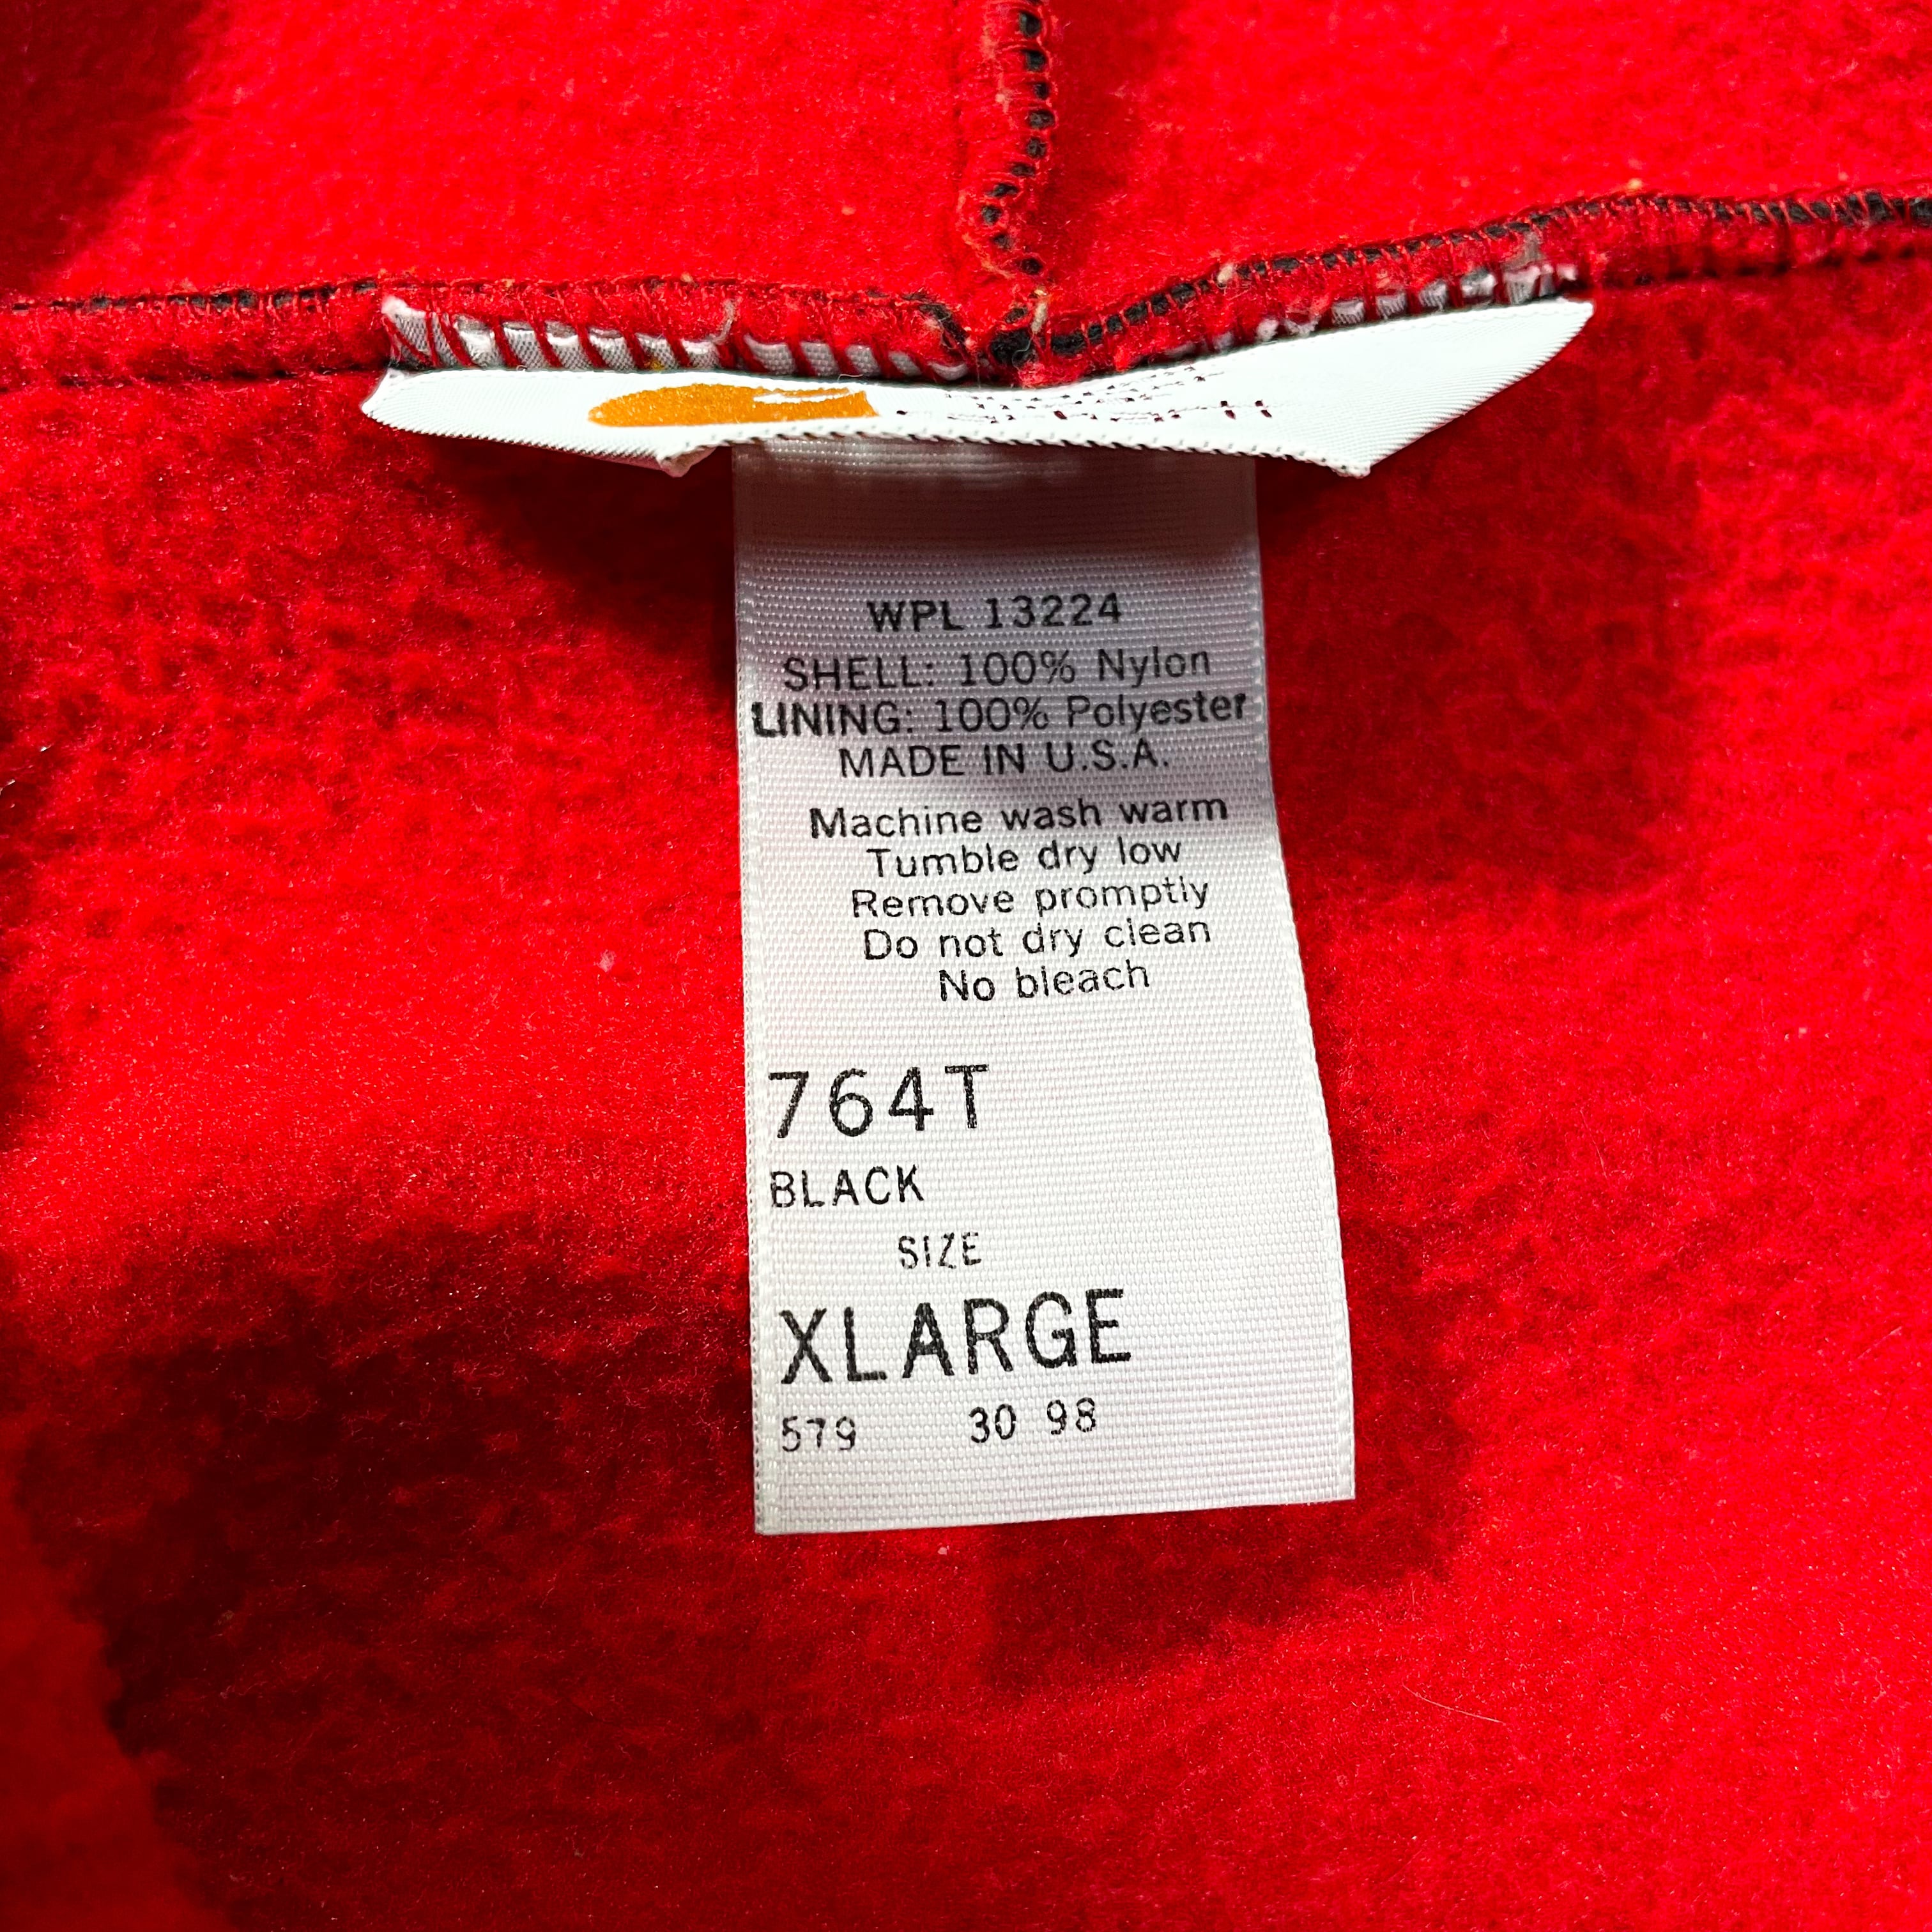 WPL 13224
SHELL: 100% Nylon
LINING: 100% Polyester
MADE IN U.S.A.
Machine wash warm
Tumble dry low
Remove promptly
Do not dry clean
No bleach
764T
BLACK
SIZE
XLARGE
579 30 98